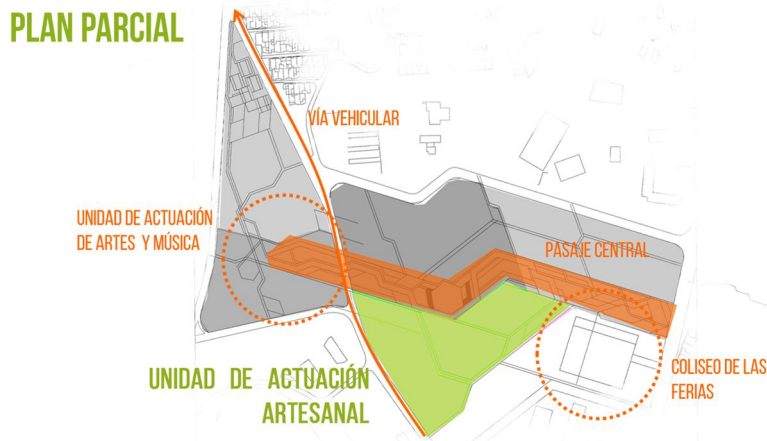 PLAN PARCIAL
VÍA VEHICULAR
UNIDAD DE ACTUACIÓN
DE ARTES Y MÚSICA
PASAJE CENTRAL
UNIDAD DE ACTUACIÓN
ARTESANAL
COLISEO DE LAS
FERIAS